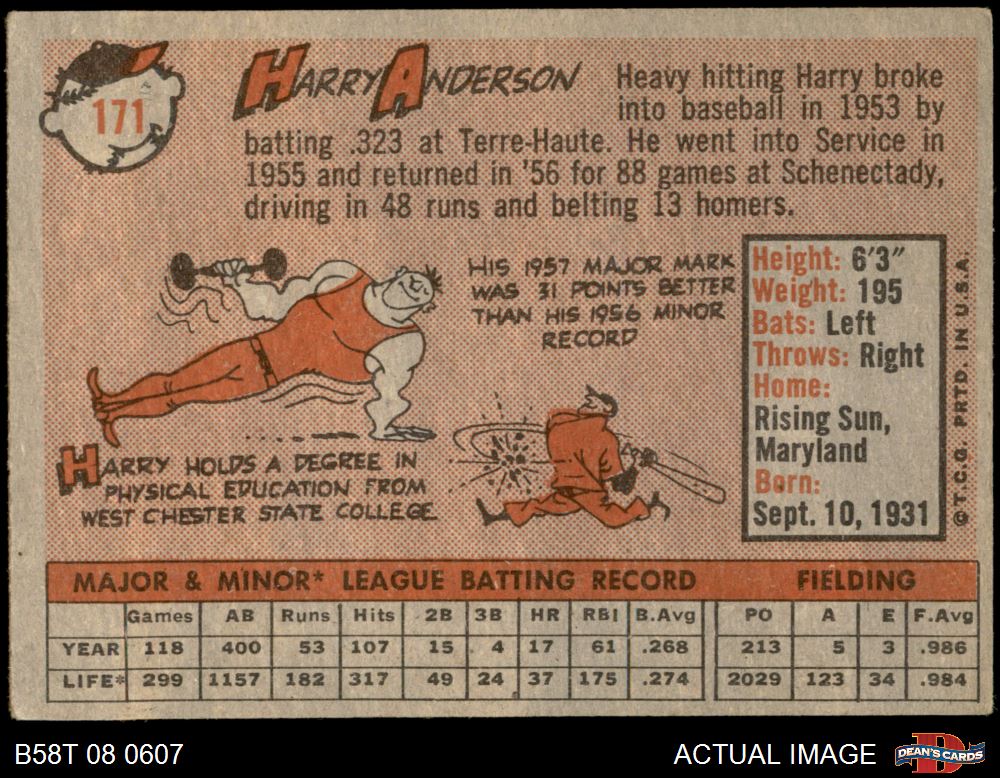 171
HARRY ANDERSON
Heavy hitting Harry broke
into baseball in 1953 by
batting .323 at Terre-Haute. He went into Service in
1955 and returned in '56 for 88 games at Schenectady,
driving in 48 runs and belting 13 homers.
HIS 1957 MAJOR MARK
WAS 31 POINTS BETTER
THAN HIS 1956 MINOR
RECORD
HARRY HOLDS A DEGREE IN
PHYSICAL EDUCATION FROM
WEST CHESTER STATE COLLEGE
Height: 6'3"
Weight: 195
Bats: Left
Throws: Right
Home:
Rising Sun,
Maryland
Born:
Sept. 10, 1931
© T.C.G. PRTD. IN U.S.A.
MAJOR & MINOR* LEAGUE BATTING RECORD FIELDING
Games AB Runs Hits 2B 3B HR RBI B.Avg PO A E F.Avg
YEAR 118 400 53 107 15 4 17 61 .268 213 5 3 .986
LIFE* 299 1157 182 317 49 24 37 175 .274 2029 123 34 .984
B58T 08 0607
ACTUAL IMAGE
D
DEAN'S CARDS